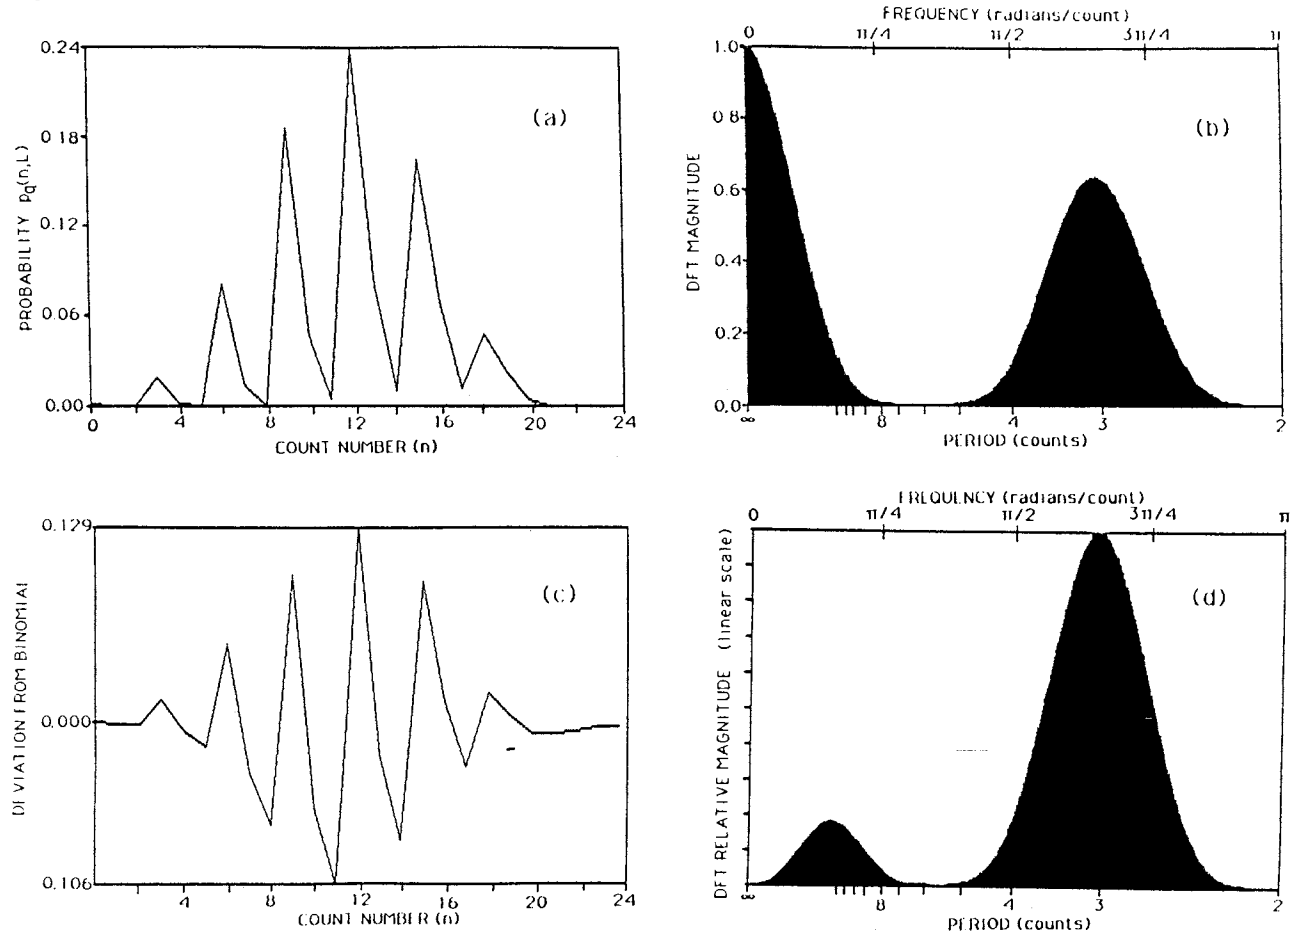 (a)
0.24
0.18
0.12
0.06
0.00
PROBABILITY pq(n,L)
0 4 8 12 16 20 24
COUNT NUMBER (n)
FREQUENCY (radians/count)
0 π/4 π/2 3π/4 π
(b)
1.0
0.8
0.6
0.4
0.2
0.0
DFT MAGNITUDE
∞ 8 4 3 2
PERIOD (counts)
(c)
0.129
0.000
0.106
DEVIATION FROM BINOMIAL
4 8 12 16 20 24
COUNT NUMBER (n)
FREQUENCY (radians/count)
0 π/4 π/2 3π/4 π
(d)
DFT RELATIVE MAGNITUDE (linear scale)
∞ 8 4 3 2
PERIOD (counts)